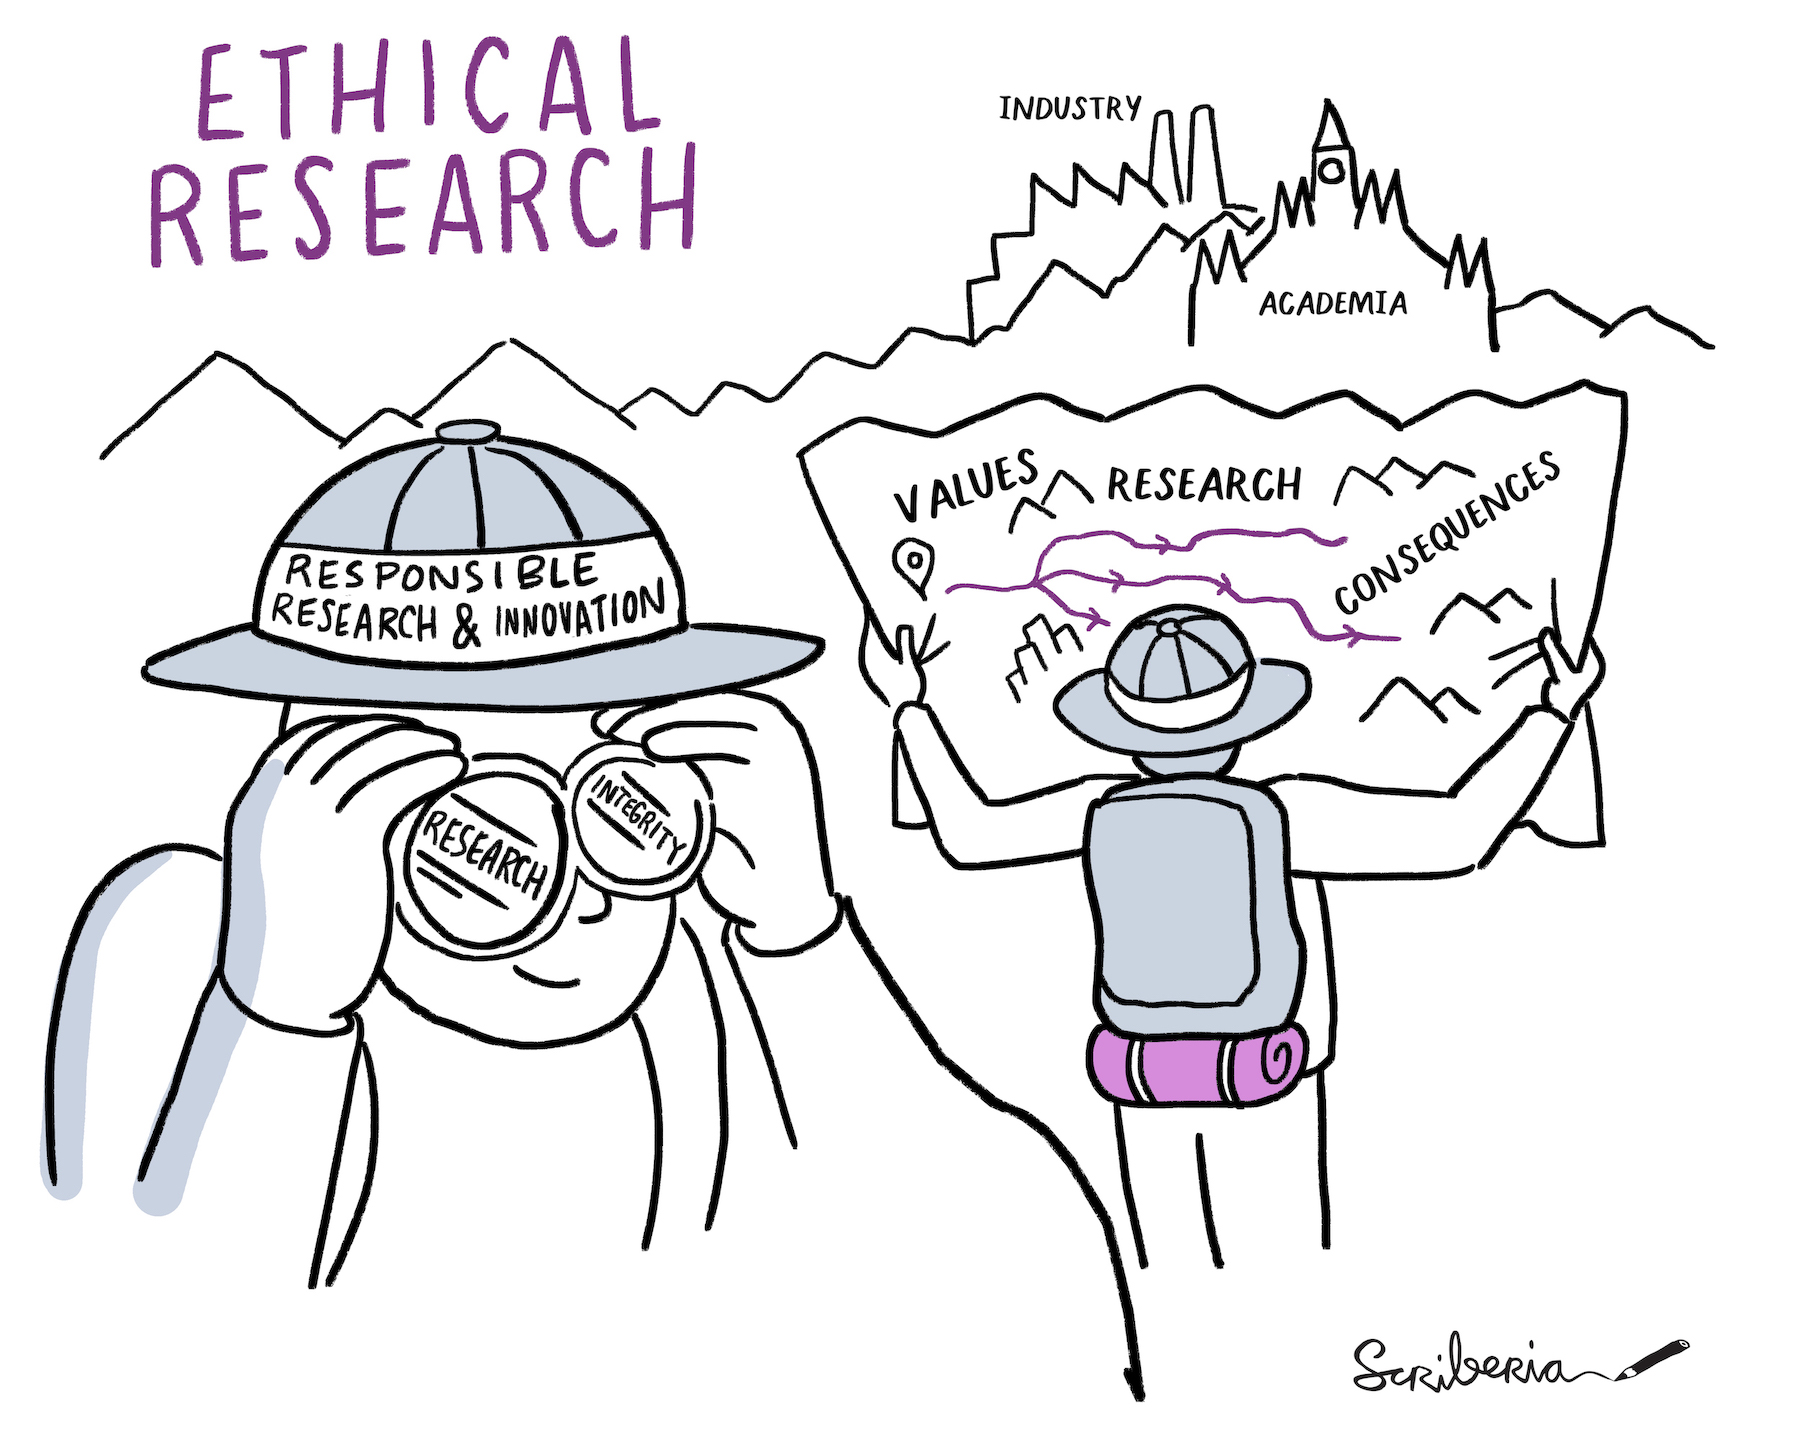 ETHICAL
RESEARCH
INDUSTRY
ACADEMIA
VALUES
RESEARCH
CONSEQUENCES
RESPONSIBLE
RESEARCH & INNOVATION
RESEARCH
INTEGRITY
Scriberia